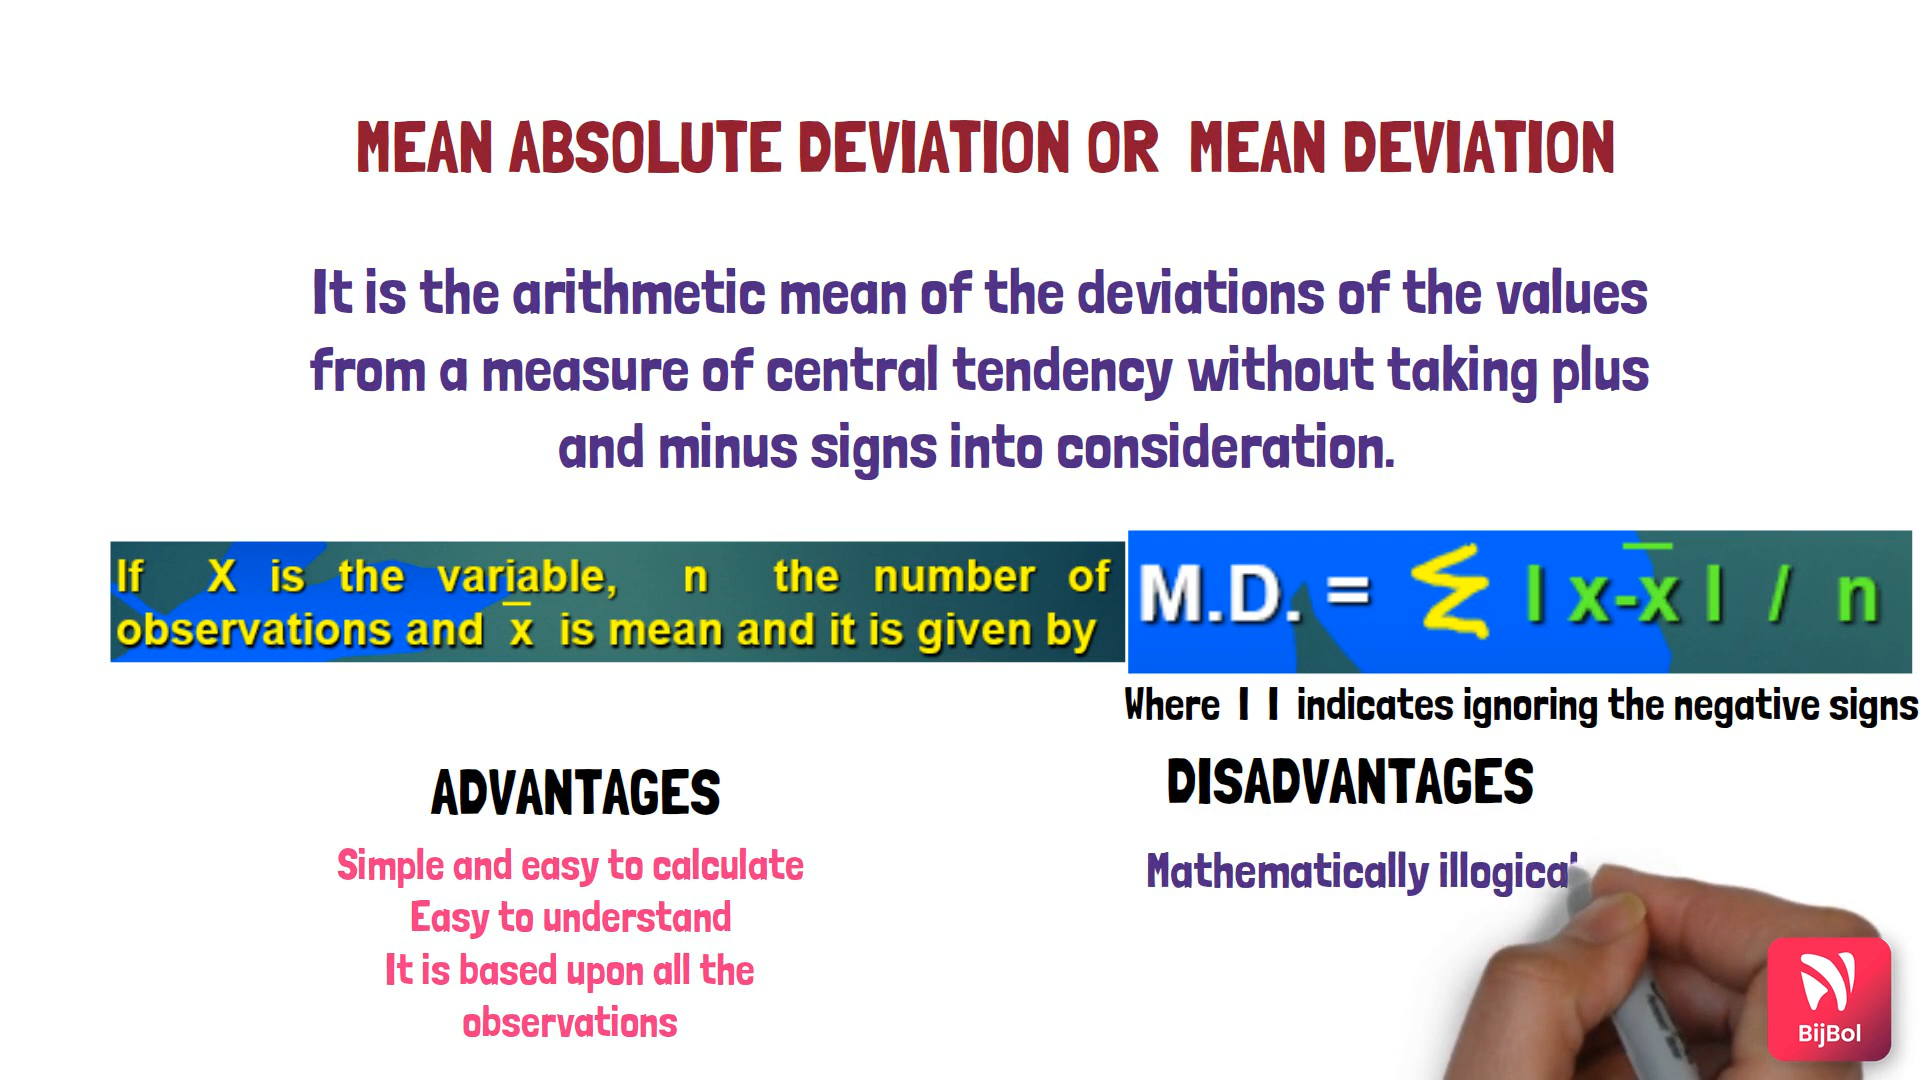 MEAN ABSOLUTE DEVIATION OR MEAN DEVIATION
It is the arithmetic mean of the deviations of the values
from a measure of central tendency without taking plus
and minus signs into consideration.
If X is the variable, n the number of
observations and x̄ is mean and it is given by
M.D. = ∑ | x-x̄ | / n
Where | | indicates ignoring the negative signs
ADVANTAGES
Simple and easy to calculate
Easy to understand
It is based upon all the
observations
DISADVANTAGES
Mathematically illogical
BijBol